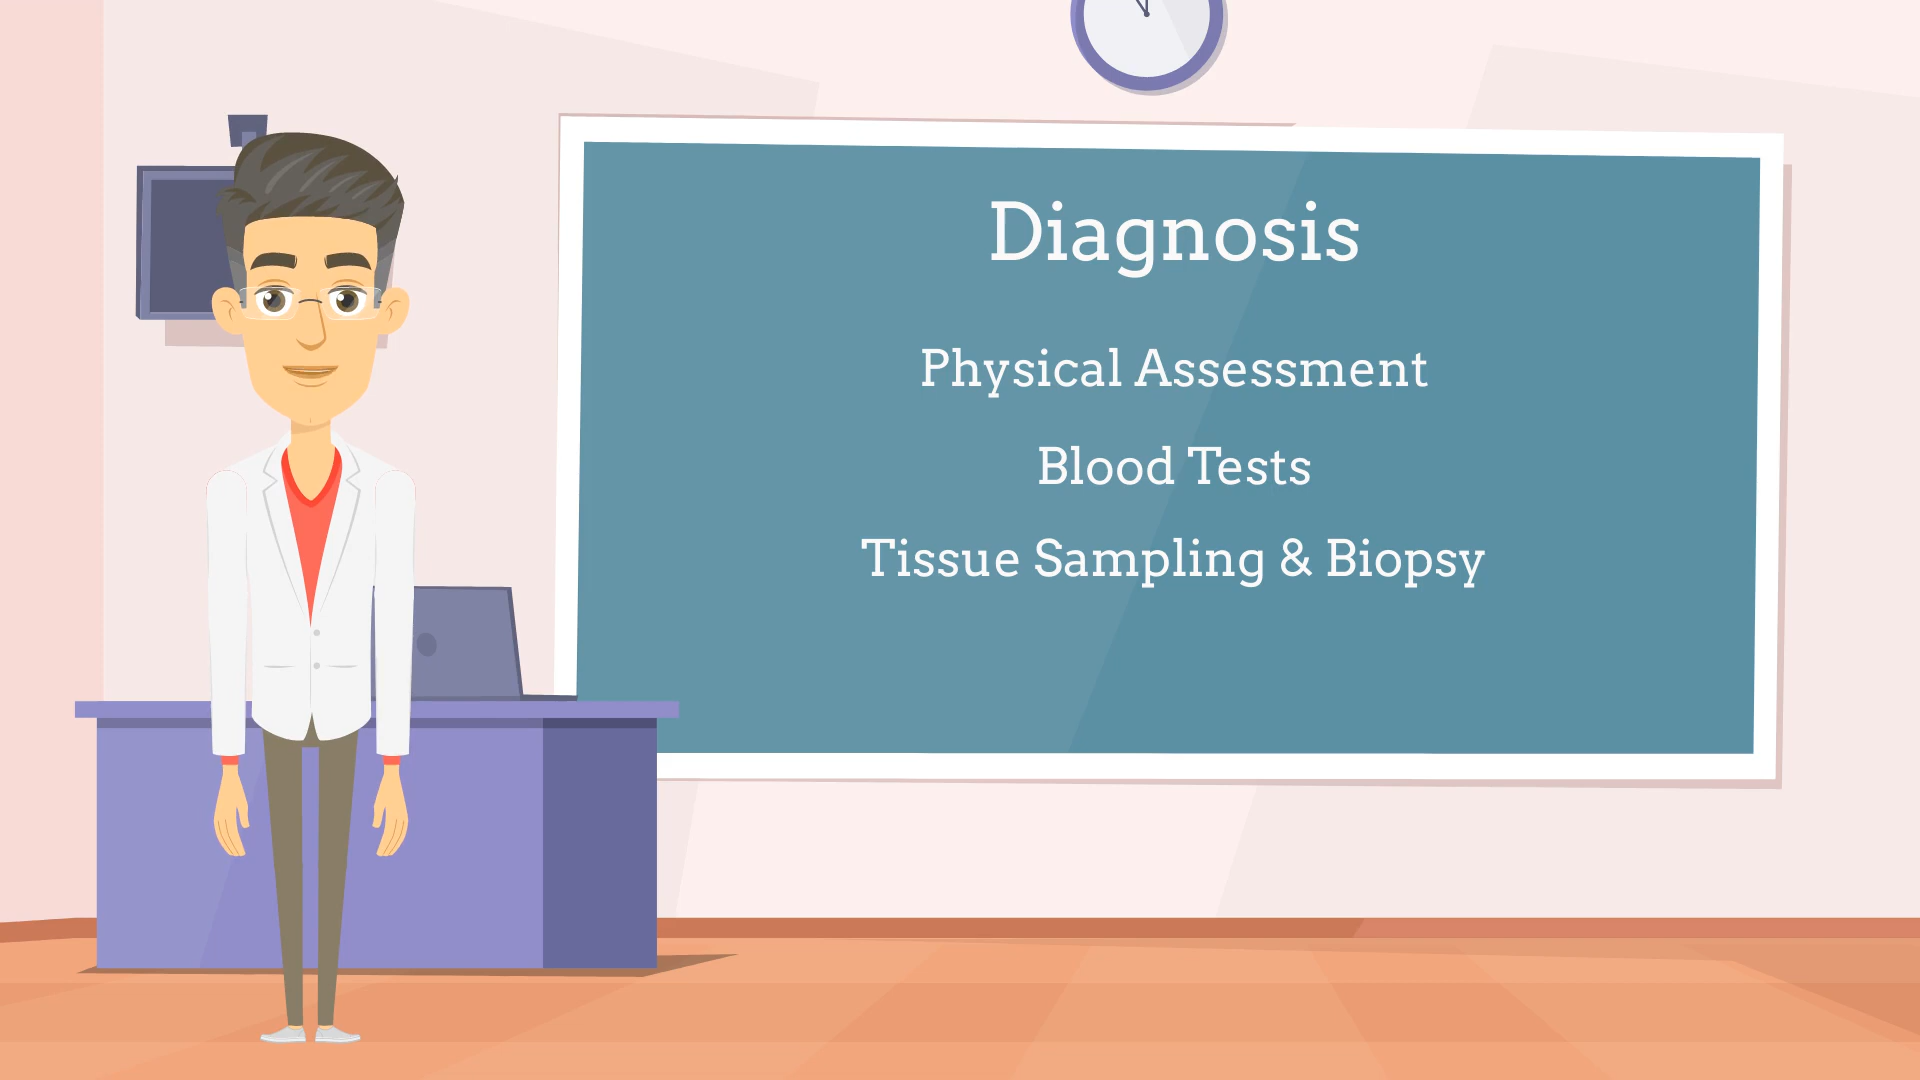 Diagnosis
Physical Assessment
Blood Tests
Tissue Sampling & Biopsy